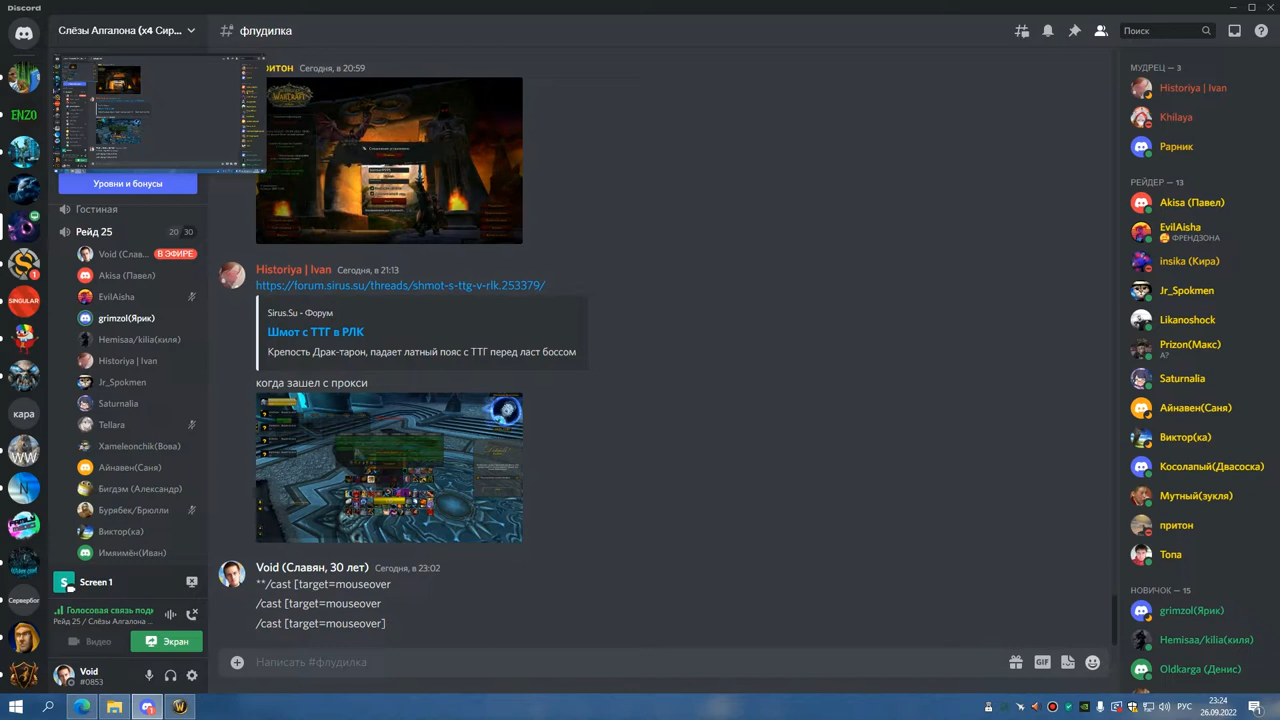 Discord
Слёзы Алгалона (x4 Сир...
флудилка
Поиск
Уровни и бонусы
Гостиная
Рейд 25
20 30
Void (Слав...
В ЭФИРЕ
Akisa (Павел)
EvilAisha
grimzol(Ярик)
Hemisaa/kilia(киля)
Historiya | Ivan
Jr_Spokmen
Saturnalia
Tellara
Xameleonchik(Вова)
Айнавен(Саня)
Бигдэм (Александр)
Бурябек/Брюлли
Виктор(ка)
Имяимён(Иван)
Screen 1
Голосовая связь подк
Рейд 25 / Слёзы Алгалона ...
Видео
Экран
Void
#0853
ENZO
SINGULAR
1
кара
Сервербог
итон Сегодня, в 20:59
WARCRAFT
Historiya | Ivan Сегодня, в 21:13
https://forum.sirus.su/threads/shmot-s-ttg-v-rlk.253379/
Sirus.Su - Форум
Шмот с ТТГ в РЛК
Крепость Драк-тарон, падает латный пояс с ТТГ перед ласт боссом
когда зашел с прокси
Void (Славян, 30 лет) Сегодня, в 23:02
**/cast [target=mouseover
/cast [target=mouseover
/cast [target=mouseover]
Написать #флудилка
GIF
МУДРЕЦ — 3
Historiya | Ivan
Khilaya
Рарник
РЕЙДЕР — 13
Akisa (Павел)
EvilAisha
ФРЕНДЗОНА
insika (Кира)
Jr_Spokmen
Likanoshock
Prizon(Макс)
А?
Saturnalia
Айнавен(Саня)
Виктор(ка)
Косолапый(Двасоска)
Мутный(зукля)
притон
Топа
НОВИЧОК — 15
grimzol(Ярик)
Hemisaa/kilia(киля)
Oldkarga (Денис)
РУС
23:24
26.09.2022
1